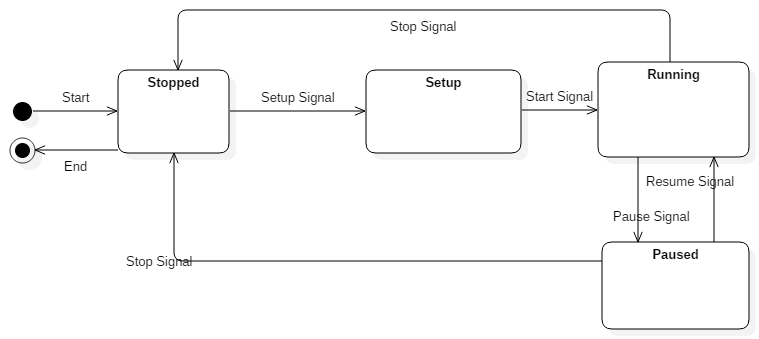 Stop Signal
Stopped
Setup
Running
Start
Setup Signal
Start Signal
End
Resume Signal
Pause Signal
Stop Signal
Paused